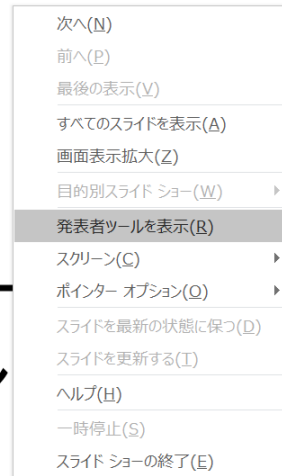 次へ(N)
前へ(P)
最後の表示(V)
すべてのスライドを表示(A)
画面表示拡大(Z)
目的別スライド ショー(W)
発表者ツールを表示(R)
スクリーン(C)
ポインター オプション(O)
スライドを最新の状態に保つ(D)
スライドを更新する(T)
ヘルプ(H)
一時停止(S)
スライド ショーの終了(E)